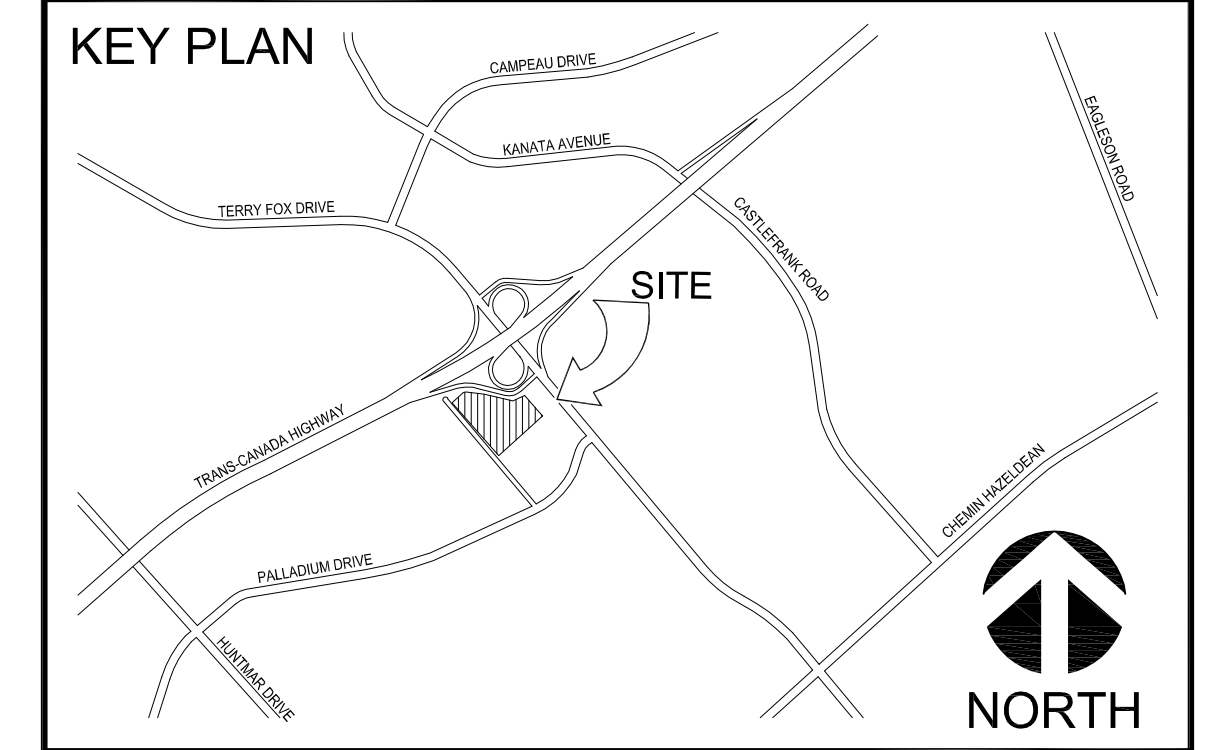 KEY PLAN
CAMPEAU DRIVE
EAGLESON ROAD
KANATA AVENUE
TERRY FOX DRIVE
CASTLEFRANK ROAD
SITE
TRANS-CANADA HIGHWAY
CHEMIN HAZELDEAN
PALLADIUM DRIVE
HUNTMAR DRIVE
NORTH